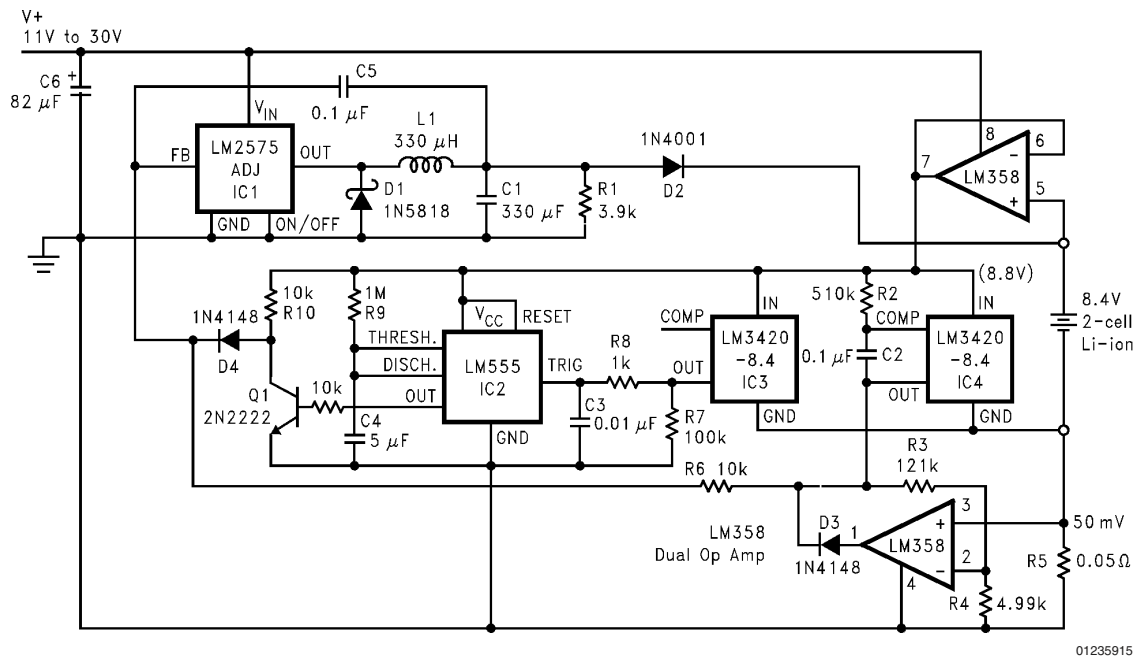 V+
11V to 30V
C6 +
82 µF
C5
0.1 µF
VIN
LM2575
ADJ
IC1
FB
OUT
GND
ON/OFF
L1
330 µH
D1
1N5818
C1
330 µF
R1
3.9k
1N4001
D2
8
7
6
-
LM358
5
+
(8.8V)
8.4V
2-cell
Li-ion
10k
R10
1N4148
D4
Q1
2N2222
10k
1M
R9
THRESH.
DISCH.
OUT
VCC
RESET
LM555
IC2
TRIG
GND
C4
5 µF
R8
1k
C3
0.01 µF
R7
100k
COMP
IN
LM3420
-8.4
IC3
OUT
GND
510k
R2
0.1 µF
C2
COMP
IN
LM3420
-8.4
IC4
OUT
GND
R6 10k
R3
121k
LM358
Dual Op Amp
D3
1N4148
1
LM358
+
3
-
2
4
50mV
R5
0.05Ω
R4
4.99k
01235915